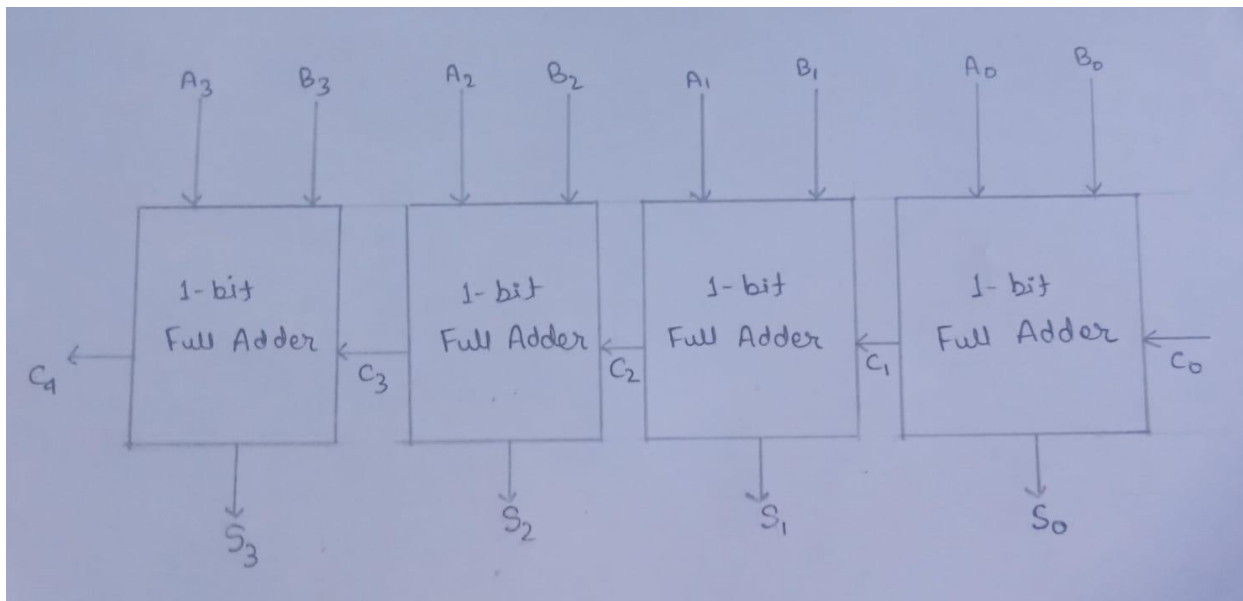 A3 B3 A2 B2 A1 B1 A0 B0
1-bit
Full Adder
1-bit
Full Adder
1-bit
Full Adder
1-bit
Full Adder
C4 C3 C2 C1 C0
S3 S2 S1 S0